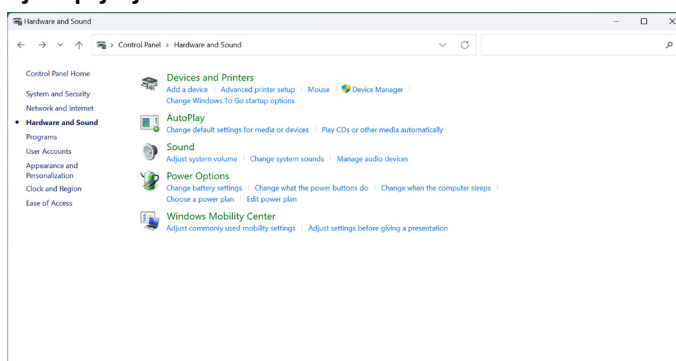 Hardware and Sound
Control Panel > Hardware and Sound
Control Panel Home
System and Security
Network and Internet
Hardware and Sound
Programs
User Accounts
Appearance and
Personalization
Clock and Region
Ease of Access
Devices and Printers
Add a device | Advanced printer setup | Mouse | Device Manager
Change Windows To Go startup options
AutoPlay
Change default settings for media or devices | Play CDs or other media automatically
Sound
Adjust system volume | Change system sounds | Manage audio devices
Power Options
Change battery settings | Change what the power buttons do | Change when the computer sleeps
Choose a power plan | Edit power plan
Windows Mobility Center
Adjust commonly used mobility settings | Adjust settings before giving a presentation